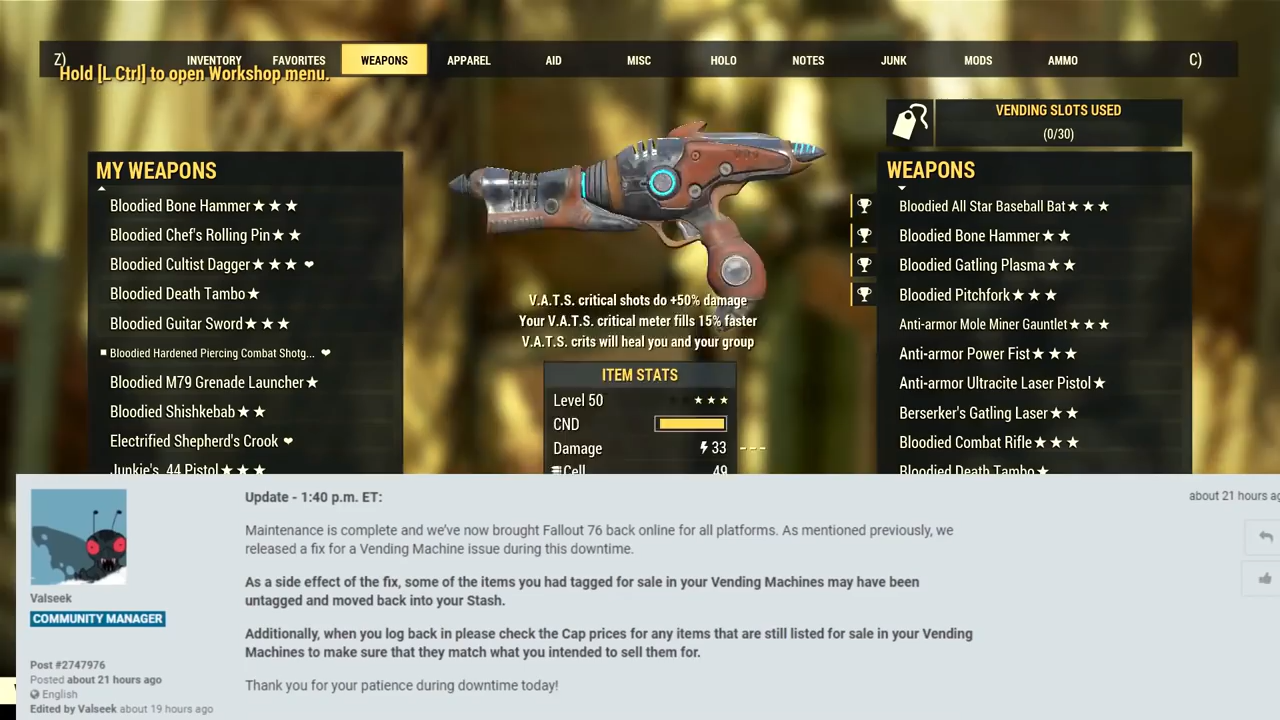 Z) INVENTORY FAVORITES WEAPONS APPAREL AID MISC HOLO NOTES JUNK MODS AMMO C)
Hold [L Ctrl] to open Workshop menu.
VENDING SLOTS USED
(0/30)
MY WEAPONS
Bloodied Bone Hammer★ ★ ★
Bloodied Chef's Rolling Pin★ ★
Bloodied Cultist Dagger★ ★ ★ ❤
Bloodied Death Tambo★
Bloodied Guitar Sword★ ★ ★
■ Bloodied Hardened Piercing Combat Shotg... ❤
Bloodied M79 Grenade Launcher★
Bloodied Shishkebab★ ★
Electrified Shepherd's Crook ❤
Junkie's .44 Pistol★ ★ ★
V.A.T.S. critical shots do +50% damage
Your V.A.T.S. critical meter fills 15% faster
V.A.T.S. crits will heal you and your group
ITEM STATS
Level 50 ★ ★ ★
CND
Damage 33 ---
Cell 49
WEAPONS
Bloodied All Star Baseball Bat★ ★ ★
Bloodied Bone Hammer★ ★
Bloodied Gatling Plasma★ ★
Bloodied Pitchfork★ ★ ★
Anti-armor Mole Miner Gauntlet★ ★ ★
Anti-armor Power Fist★ ★ ★
Anti-armor Ultracite Laser Pistol★
Berserker's Gatling Laser★ ★
Bloodied Combat Rifle★ ★ ★
Bloodied Death Tambo★
Valseek
COMMUNITY MANAGER
Post #2747976
Posted about 21 hours ago
English
Edited by Valseek about 19 hours ago
about 21 hours ag
Update - 1:40 p.m. ET:
Maintenance is complete and we've now brought Fallout 76 back online for all platforms. As mentioned previously, we
released a fix for a Vending Machine issue during this downtime.
As a side effect of the fix, some of the items you had tagged for sale in your Vending Machines may have been
untagged and moved back into your Stash.
Additionally, when you log back in please check the Cap prices for any items that are still listed for sale in your Vending
Machines to make sure that they match what you intended to sell them for.
Thank you for your patience during downtime today!